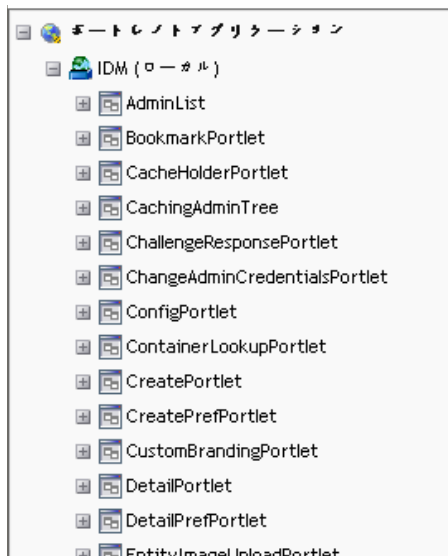 ポートレットアプリケーション
IDM (ローカル)
AdminList
BookmarkPortlet
CacheHolderPortlet
CachingAdminTree
ChallengeResponsePortlet
ChangeAdminCredentialsPortlet
ConfigPortlet
ContainerLookupPortlet
CreatePortlet
CreatePrefPortlet
CustomBrandingPortlet
DetailPortlet
DetailPrefPortlet
EntityImageUploadPortlet